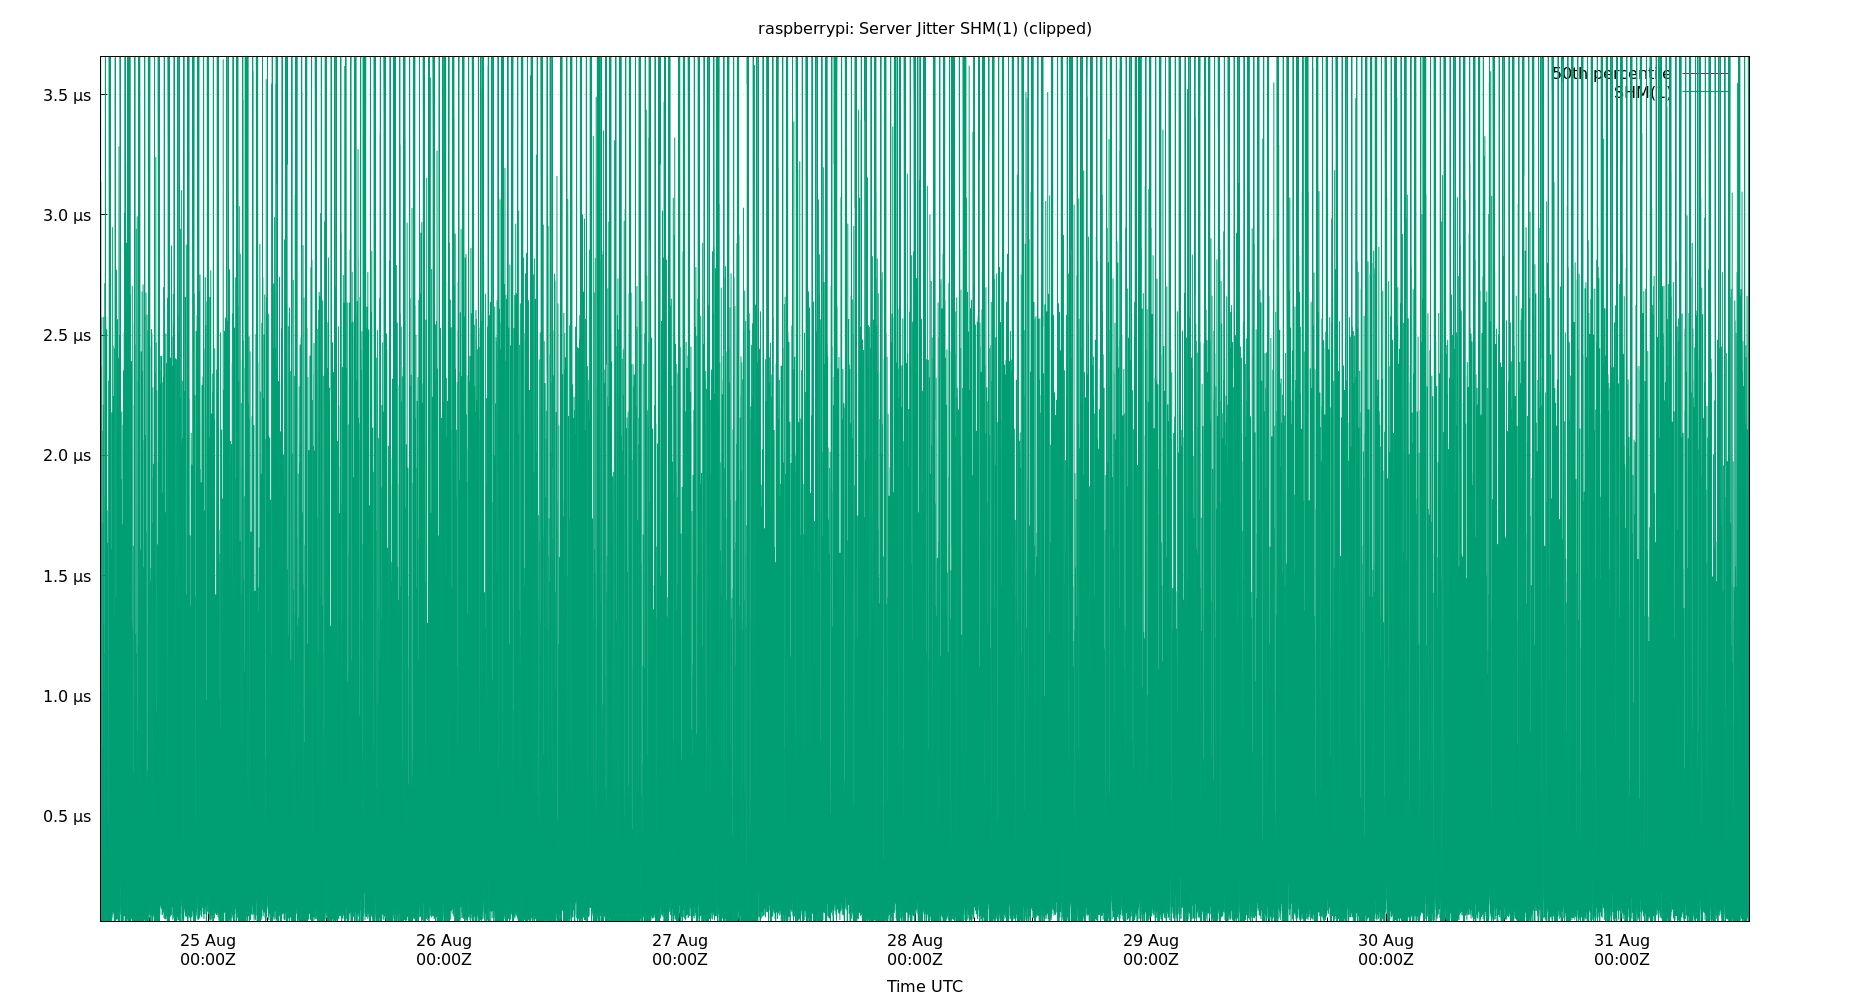 raspberrypi: Server Jitter SHM(1) (clipped)
50th percentile
SHM(1)
3.5 µs
3.0 µs
2.5 µs
2.0 µs
1.5 µs
1.0 µs
0.5 µs
25 Aug 26 Aug 27 Aug 28 Aug 29 Aug 30 Aug 31 Aug
00:00Z 00:00Z 00:00Z 00:00Z 00:00Z 00:00Z 00:00Z
Time UTC